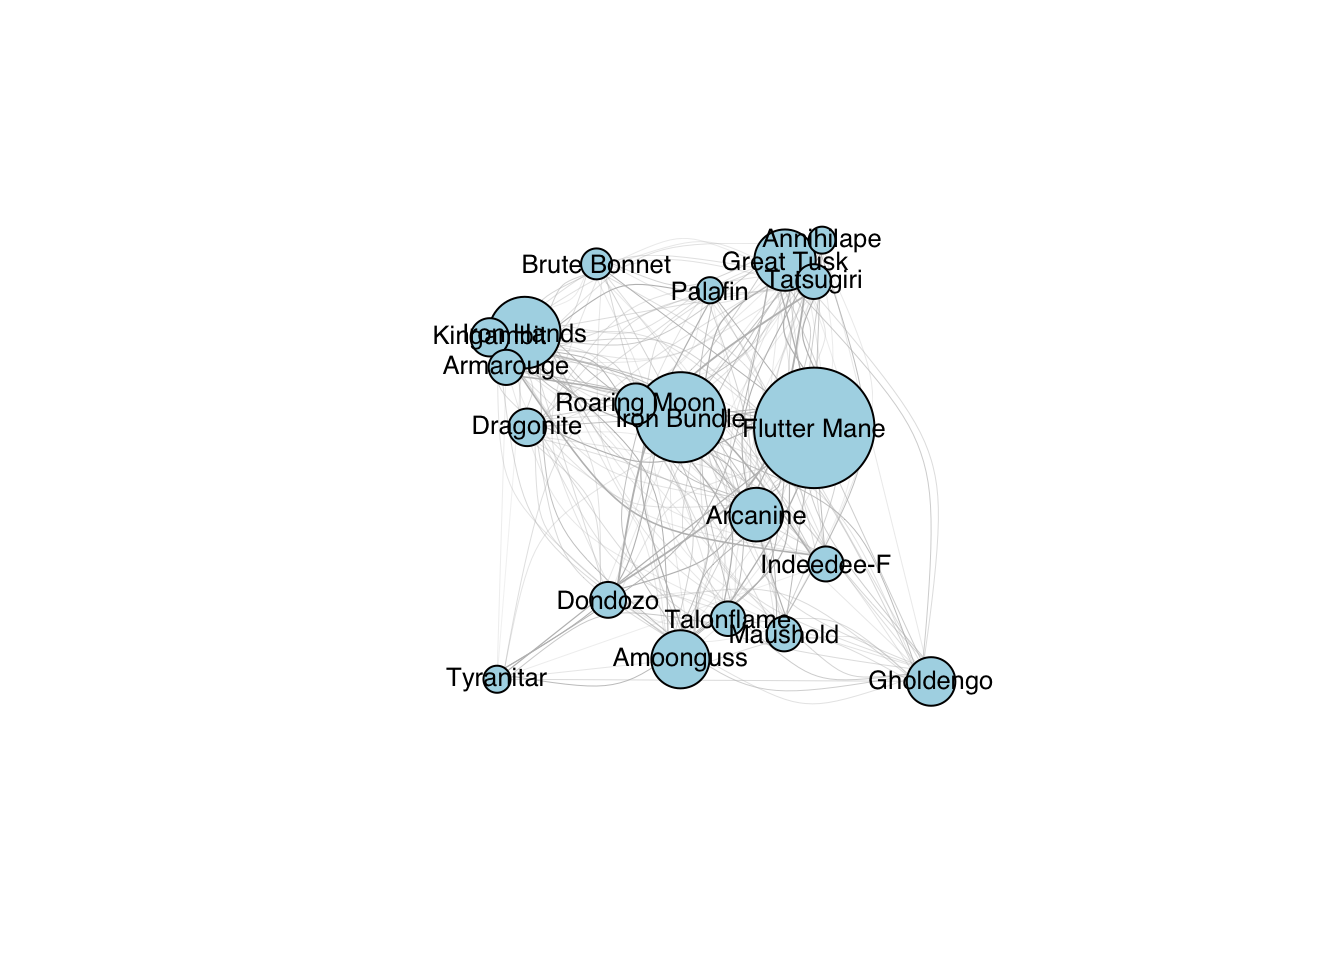 Annihilape
Great Tusk
Brute Bonnet
Tatsugiri
Palafin
Iron Hands
Kingambit
Armarouge
Roaring Moon
Iron Bundle
Dragonite
Flutter Mane
Arcanine
Indeedee-F
Dondozo
Talonflame
Maushold
Amoonguss
Tyranitar
Gholdengo